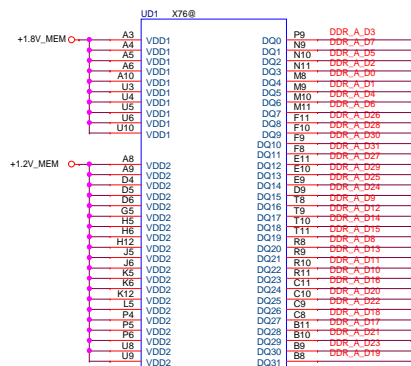 UD1 X76@
+1.8V_MEM A3 VDD1 DQ0 P9 DDR_A_D3
A4 VDD1 DQ1 N9 DDR_A_D7
A5 VDD1 DQ2 N10 DDR_A_D5
A6 VDD1 DQ3 N11 DDR_A_D2
A10 VDD1 DQ4 M8 DDR_A_D0
U3 VDD1 DQ5 M9 DDR_A_D1
U4 VDD1 DQ6 M10 DDR_A_D4
U5 VDD1 DQ7 M11 DDR_A_D6
U6 VDD1 DQ8 F11 DDR_A_D26
U10 VDD1 DQ9 F10 DDR_A_D28
DQ10 F9 DDR_A_D30
DQ11 F8 DDR_A_D31
+1.2V_MEM A8 VDD2 DQ12 E11 DDR_A_D27
A9 VDD2 DQ13 E10 DDR_A_D29
D4 VDD2 DQ14 E9 DDR_A_D25
D5 VDD2 DQ15 D9 DDR_A_D24
D6 VDD2 DQ16 T8 DDR_A_D9
G5 VDD2 DQ17 T9 DDR_A_D12
H5 VDD2 DQ18 T10 DDR_A_D14
H6 VDD2 DQ19 T11 DDR_A_D15
H12 VDD2 DQ20 R8 DDR_A_D8
J5 VDD2 DQ21 R9 DDR_A_D13
J6 VDD2 DQ22 R10 DDR_A_D11
K5 VDD2 DQ23 R11 DDR_A_D10
K6 VDD2 DQ24 C11 DDR_A_D16
K12 VDD2 DQ25 C10 DDR_A_D20
L5 VDD2 DQ26 C9 DDR_A_D22
P4 VDD2 DQ27 C8 DDR_A_D18
P5 VDD2 DQ28 B11 DDR_A_D17
P6 VDD2 DQ29 B10 DDR_A_D21
U8 VDD2 DQ30 B9 DDR_A_D23
U9 VDD2 DQ31 B8 DDR_A_D19